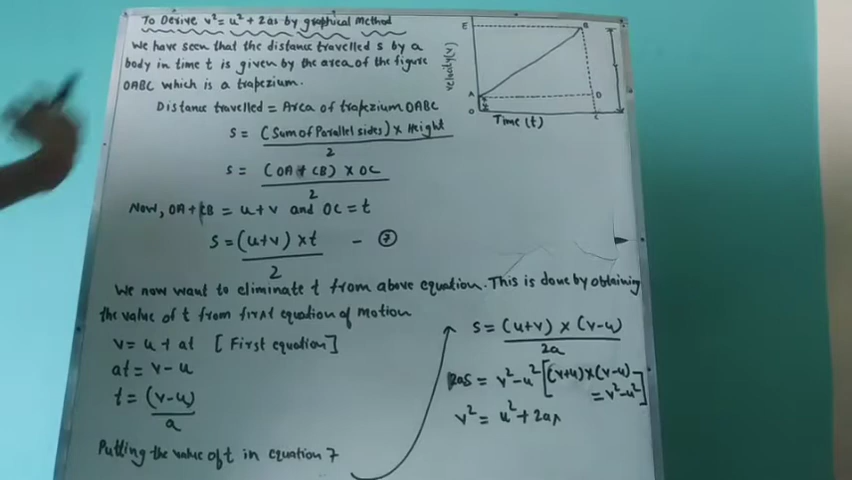 To Derive v² = u² + 2as by graphical Method
We have seen that the distance travelled s by a
body in time t is given by the area of the figure
OABC which is a trapezium.
Distance travelled = Area of trapezium OABC
s = (Sum of Parallel sides) × Height
2
s = (OA + CB) × OC
2
Now, OA + CB = u + v and OC = t
s = (u+v) × t - ⑦
2
We now want to eliminate t from above equation. This is done by obtaining
the value of t from first equation of Motion
v = u + at [First equation]
at = v - u
t = (v-u)
a
Putting the value of t in equation 7
s = (u+v) × (v-u)
2a
2as = v² - u² [(v+u)×(v-u)
= v²-u²]
v² = u² + 2as
E
B
velocity(v)
A
D
O
C
Time (t)